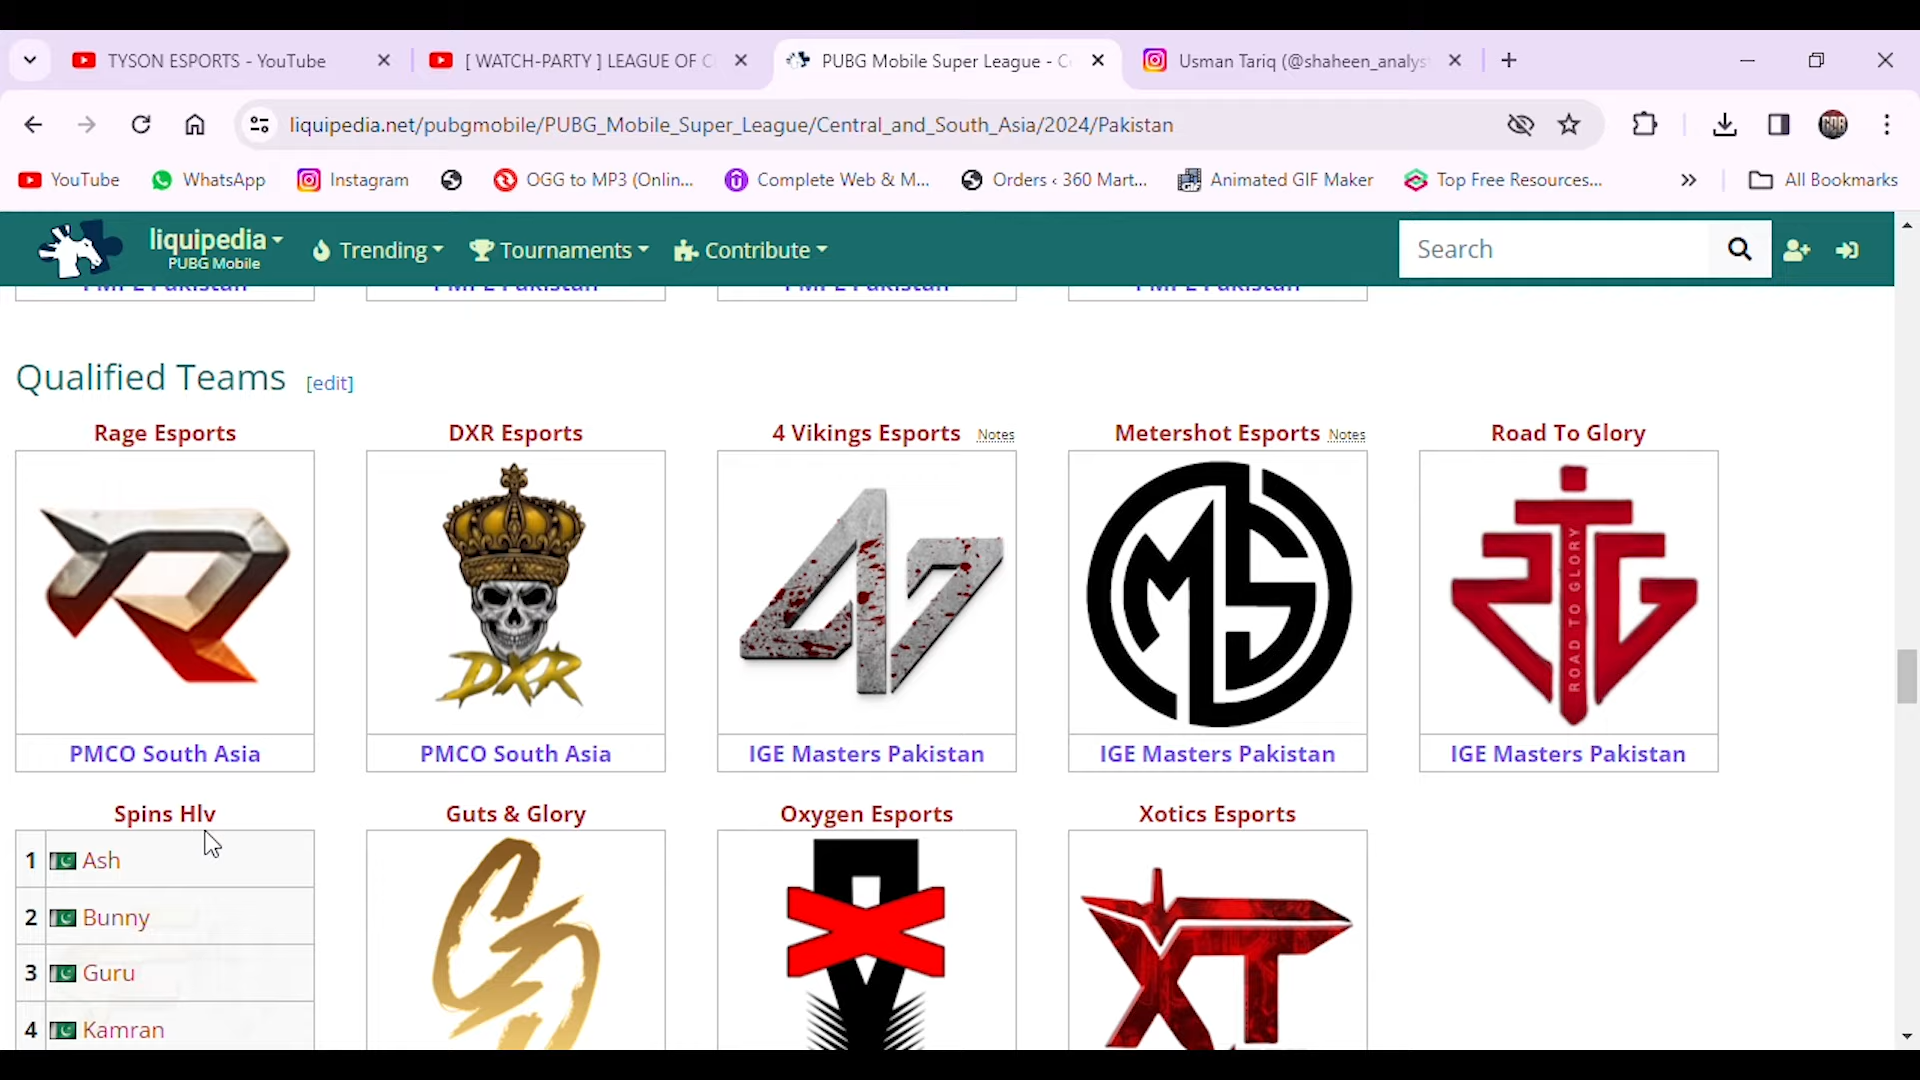 TYSON ESPORTS - YouTube
[ WATCH-PARTY ] LEAGUE OF C
PUBG Mobile Super League - C
Usman Tariq (@shaheen_analys
liquipedia.net/pubgmobile/PUBG_Mobile_Super_League/Central_and_South_Asia/2024/Pakistan
YouTube
WhatsApp
Instagram
OGG to MP3 (Onlin...
Complete Web & M...
Orders ‹ 360 Mart...
Animated GIF Maker
Top Free Resources...
All Bookmarks
liquipedia
PUBG Mobile
Trending
Tournaments
Contribute
Search
Qualified Teams [edit]
Rage Esports
DXR Esports
4 Vikings Esports Notes
Metershot Esports Notes
Road To Glory
DXR
ROAD TO GLORY
PMCO South Asia
PMCO South Asia
IGE Masters Pakistan
IGE Masters Pakistan
IGE Masters Pakistan
Spins Hlv
Guts & Glory
Oxygen Esports
Xotics Esports
1 Ash
2 Bunny
3 Guru
4 Kamran
XT